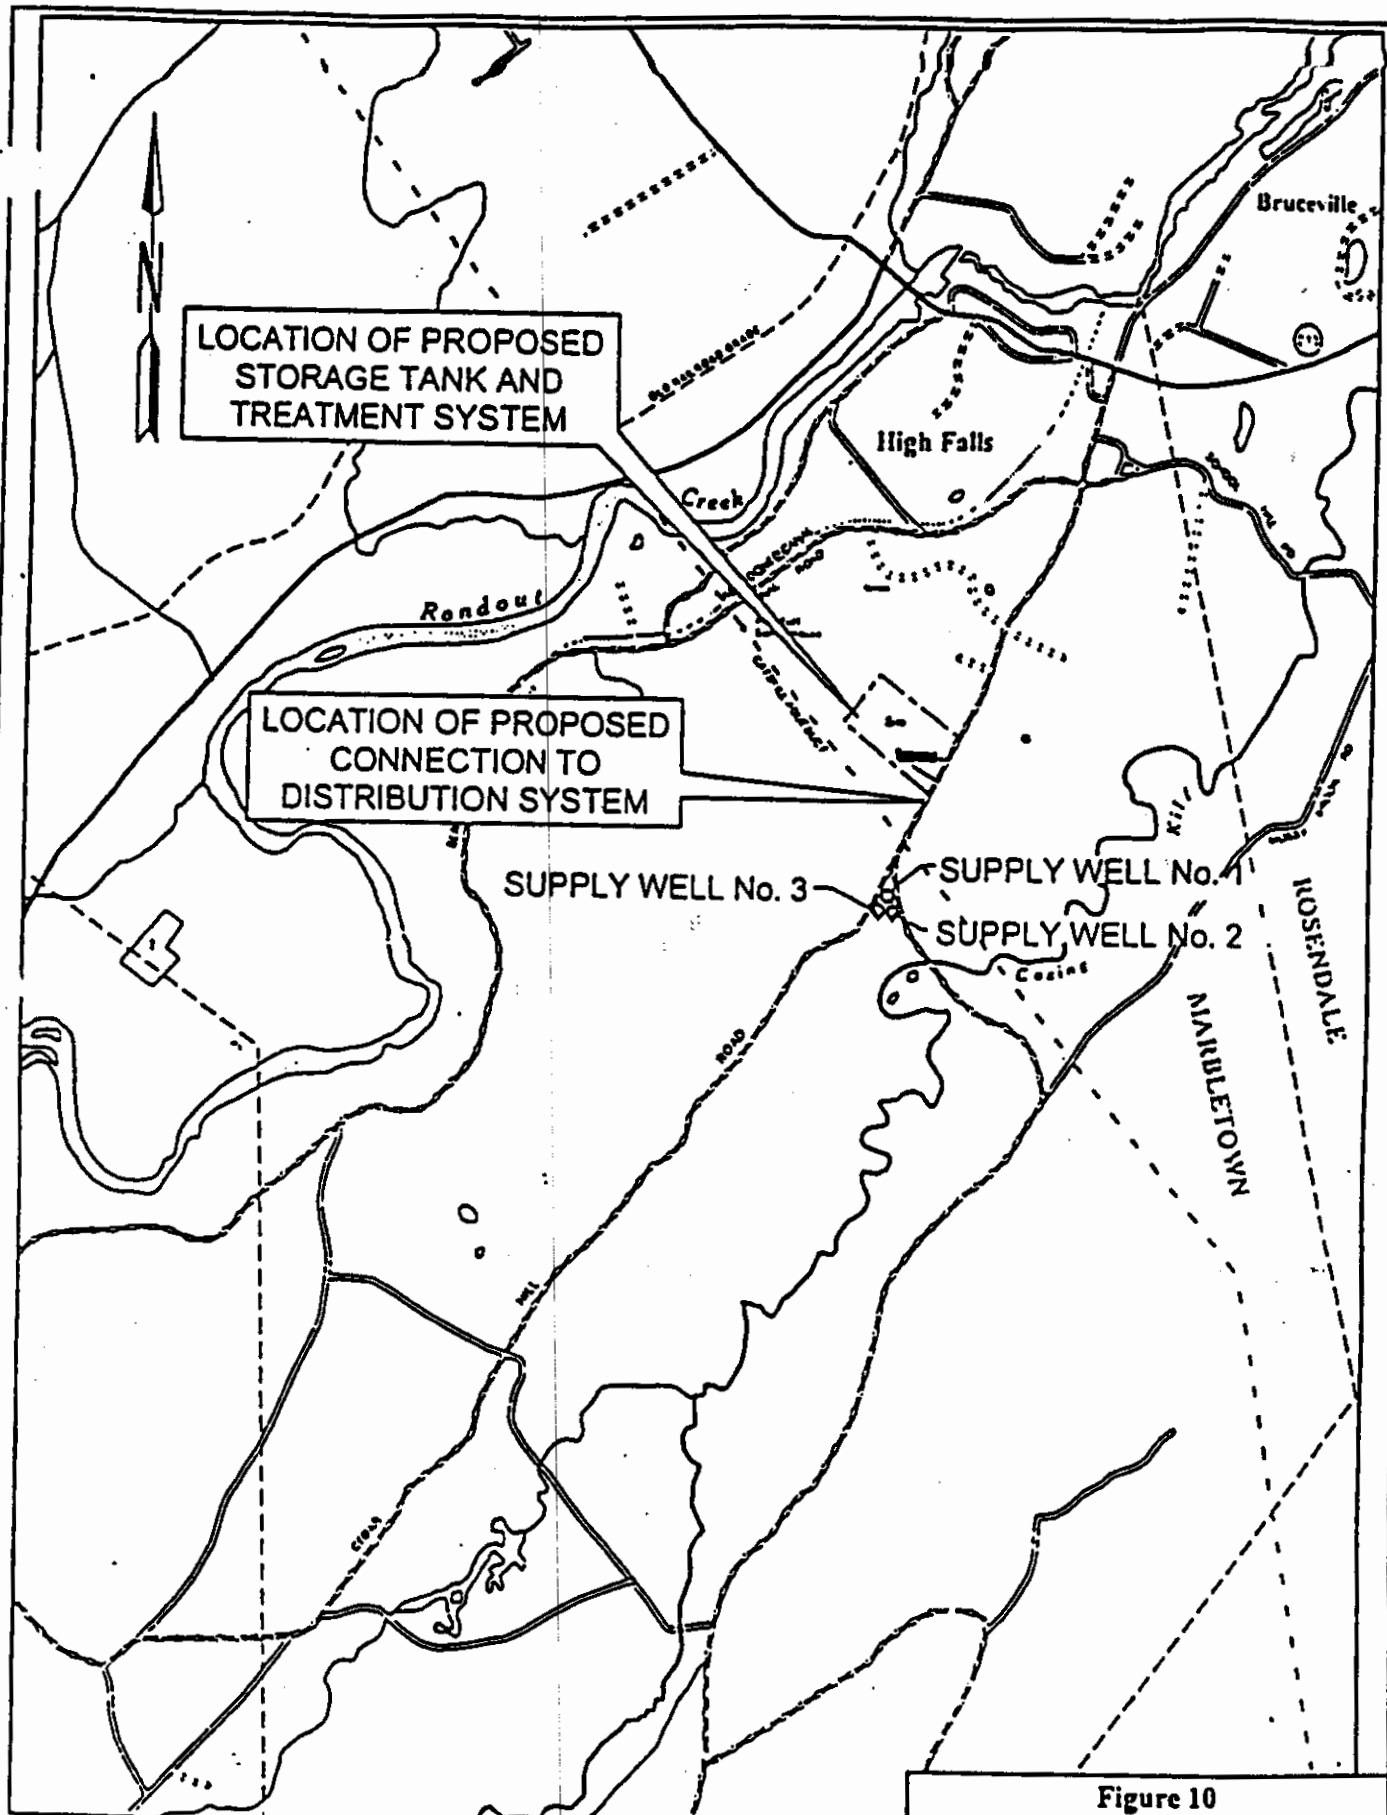 Bruceville
LOCATION OF PROPOSED
STORAGE TANK AND
TREATMENT SYSTEM
High Falls
Creek
ROAD
Rondout
LOCATION OF PROPOSED
CONNECTION TO
DISTRIBUTION SYSTEM
Kill
SUPPLY WELL No. 1
SUPPLY WELL No. 3
SUPPLY WELL No. 2
ROSENDALE
MARBLETOWN
ROAD
HILL
N
Figure 10